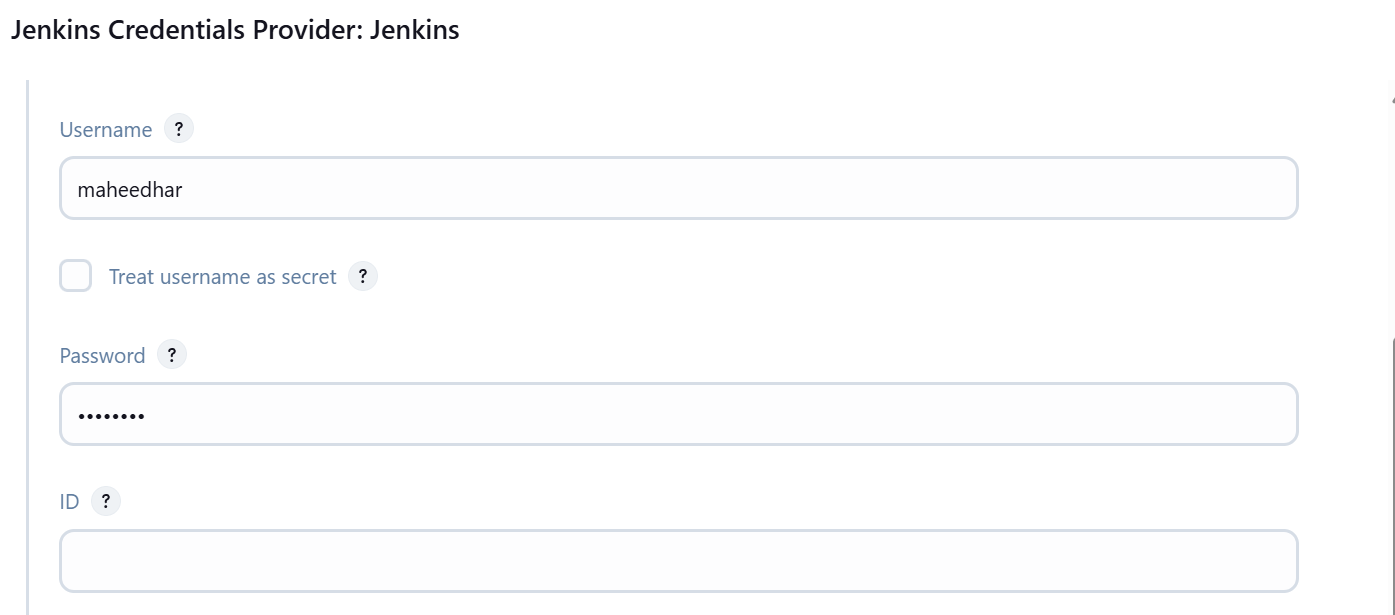 Jenkins Credentials Provider: Jenkins
Username ?
maheedhar
Treat username as secret ?
Password ?
••••••••
ID ?